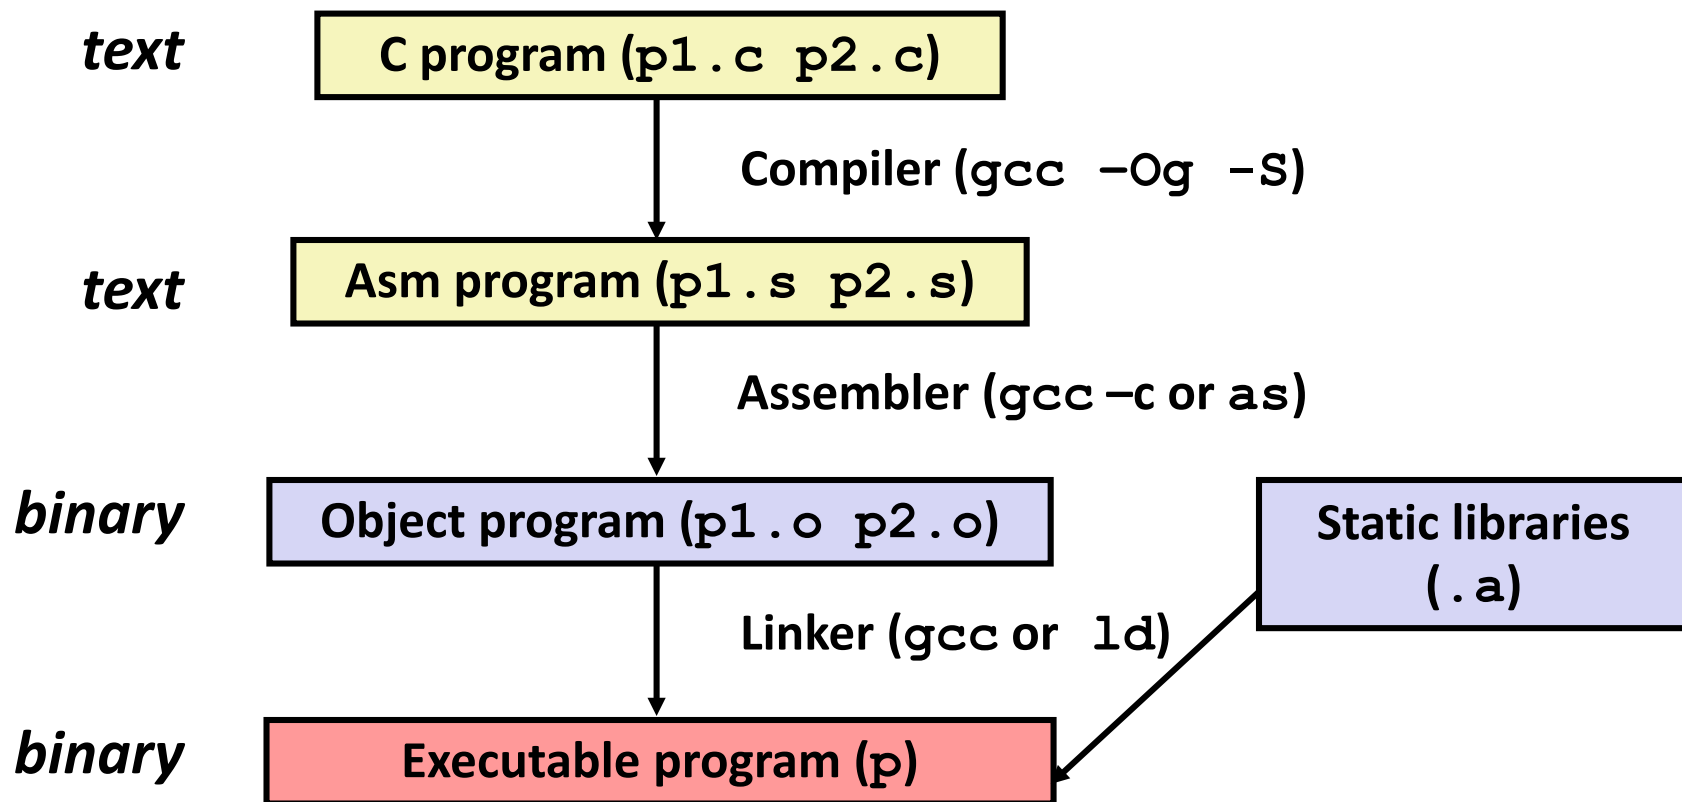 text
C program (p1.c p2.c)
Compiler (gcc –Og -S)
text
Asm program (p1.s p2.s)
Assembler (gcc –c or as)
binary
Object program (p1.o p2.o)
Static libraries
(.a)
Linker (gcc or ld)
binary
Executable program (p)